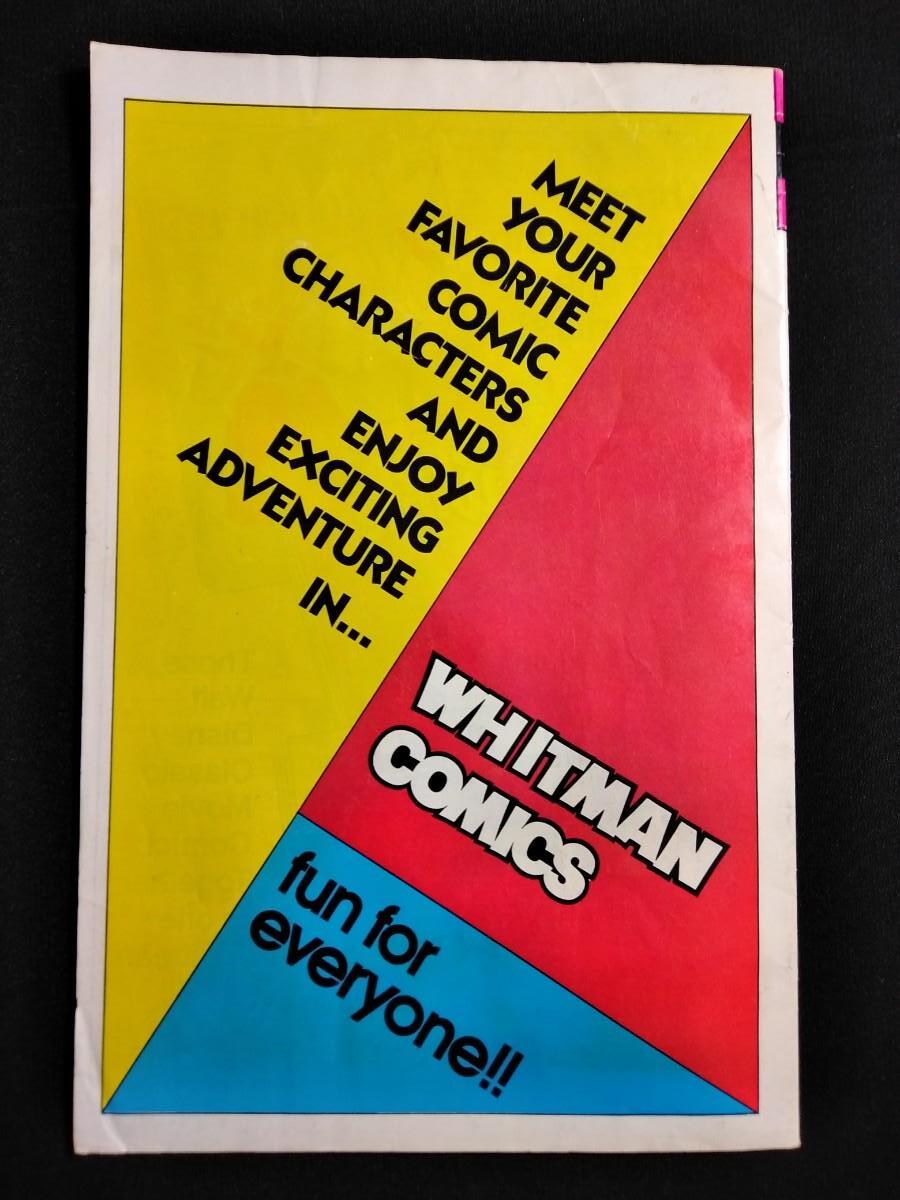 MEET
YOUR
FAVORITE
COMIC
CHARACTERS
AND
ENJOY
EXCITING
ADVENTURE
IN...
WHITMAN
COMICS
fun for
everyone!!